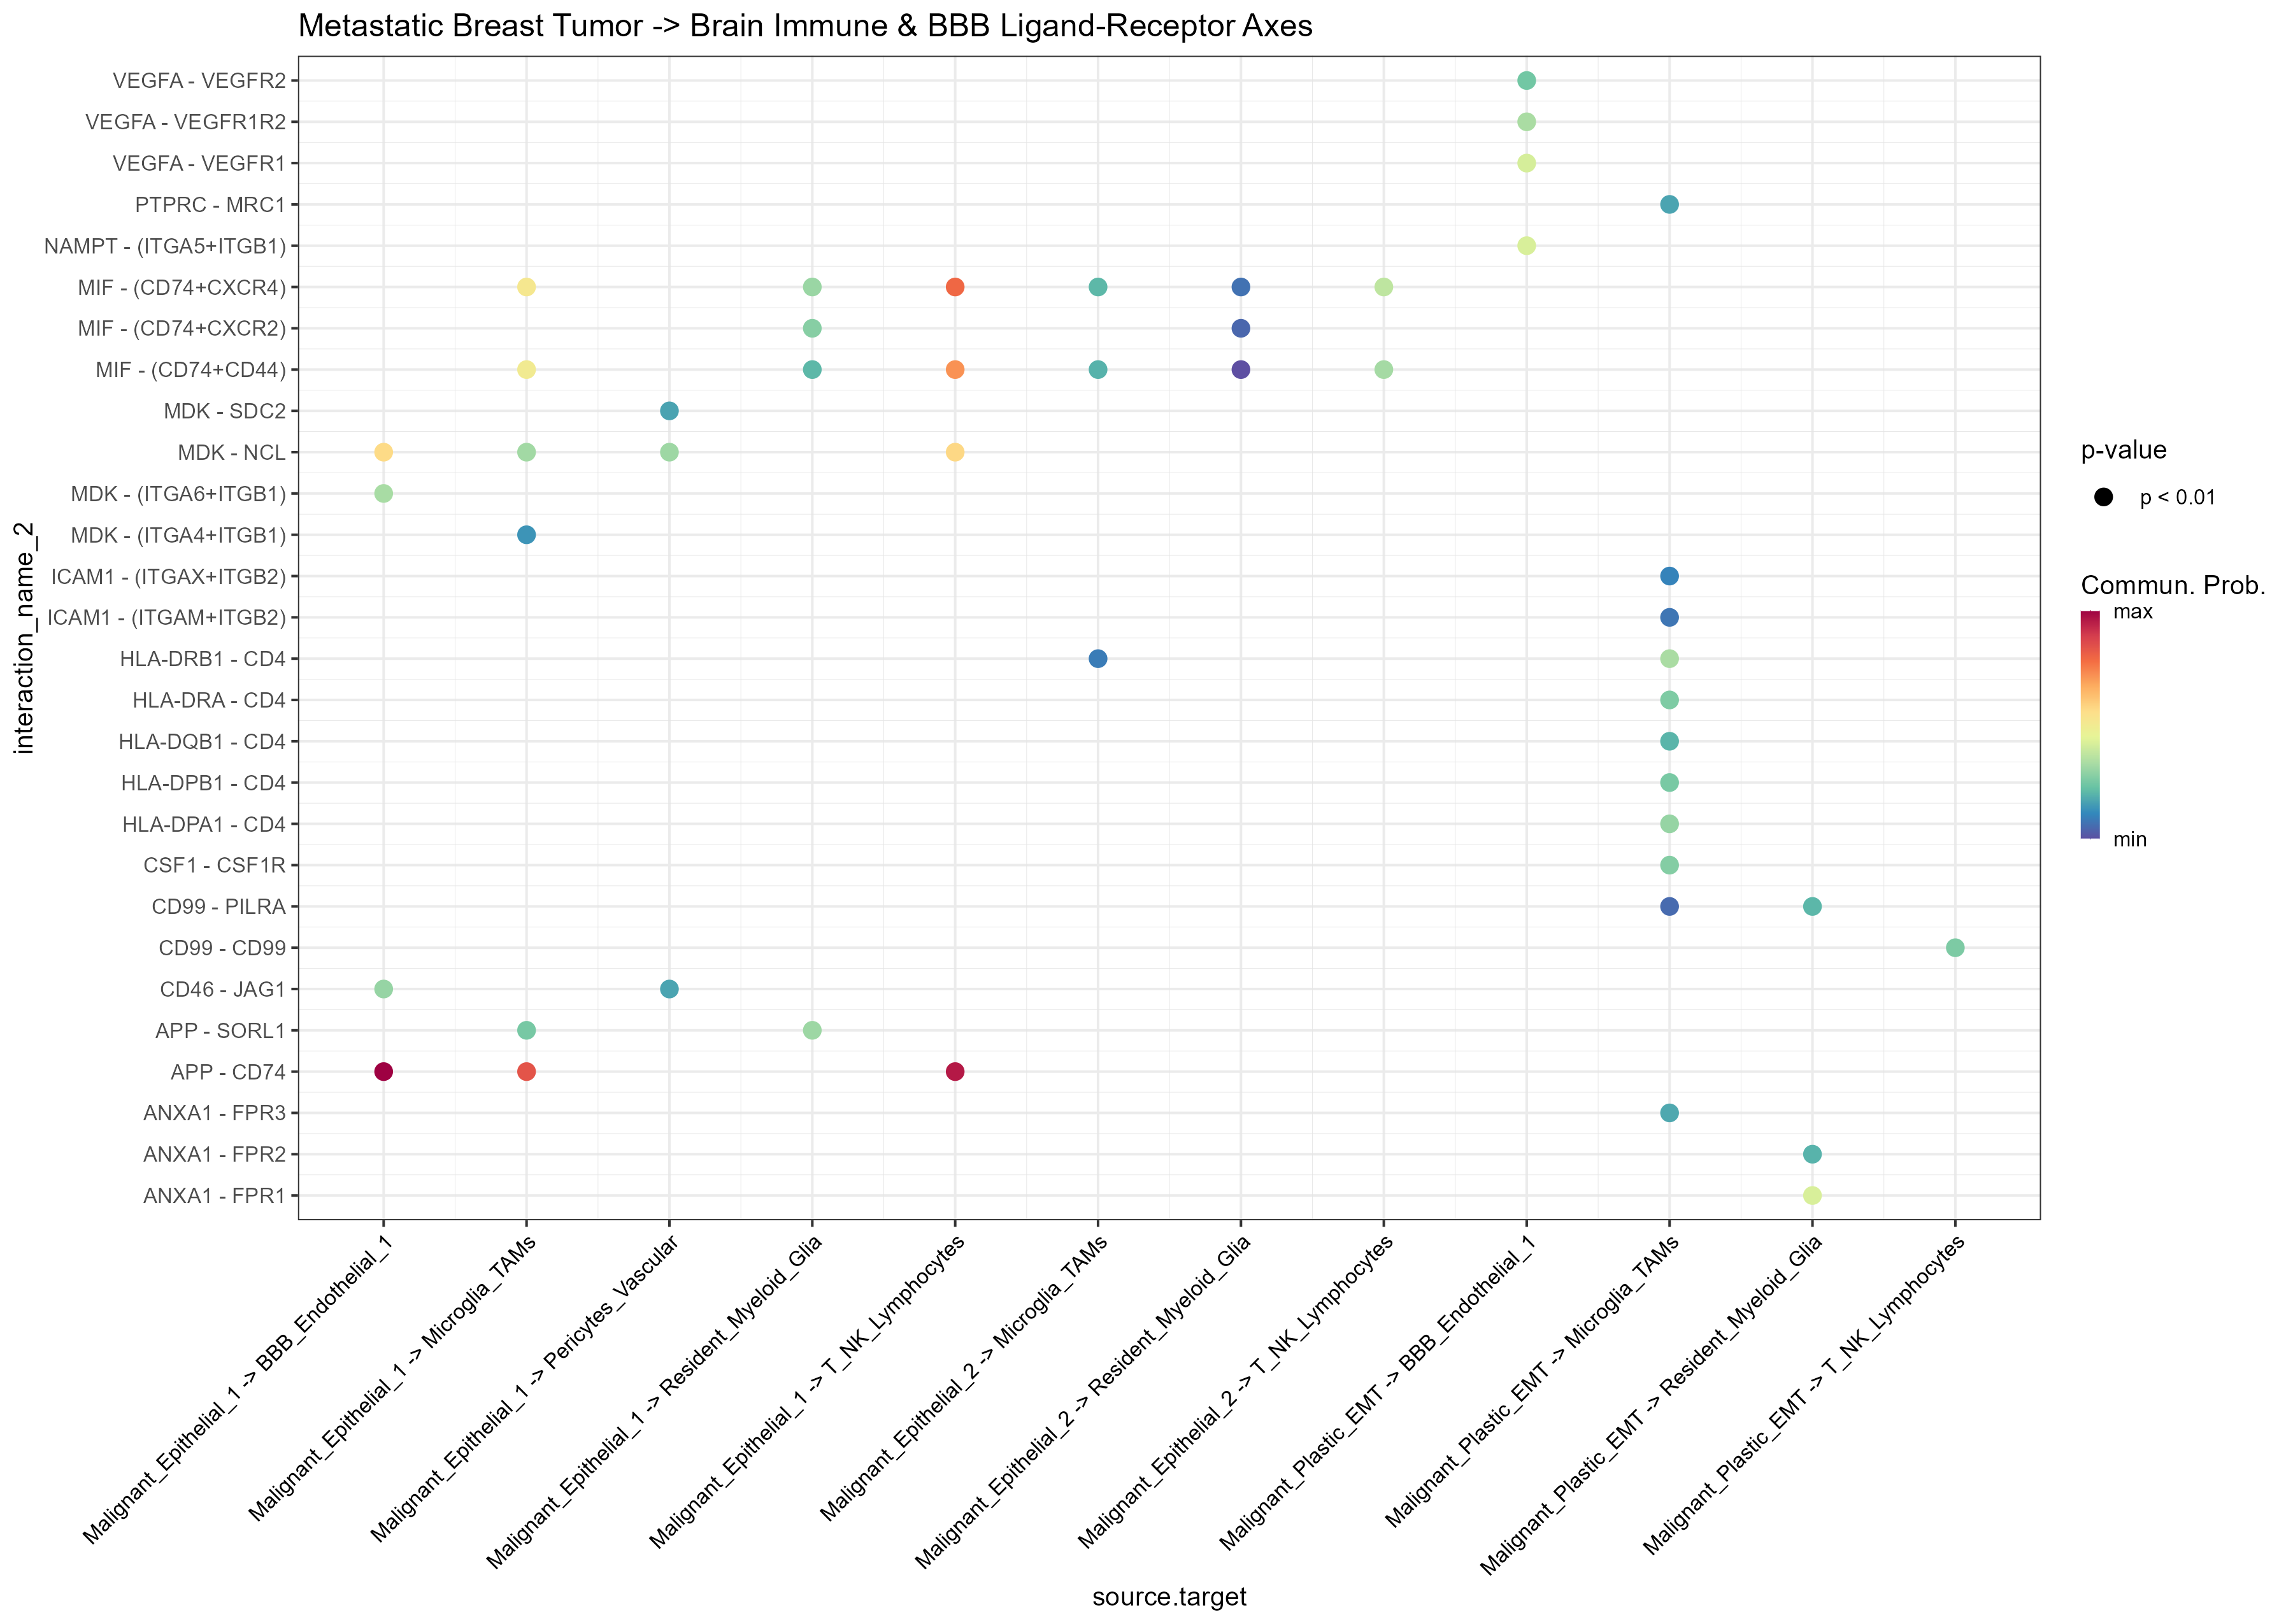 Metastatic Breast Tumor -> Brain Immune & BBB Ligand-Receptor Axes
interaction_name_2
VEGFA - VEGFR2
VEGFA - VEGFR1R2
VEGFA - VEGFR1
PTPRC - MRC1
NAMPT - (ITGA5+ITGB1)
MIF - (CD74+CXCR4)
MIF - (CD74+CXCR2)
MIF - (CD74+CD44)
MDK - SDC2
MDK - NCL
MDK - (ITGA6+ITGB1)
MDK - (ITGA4+ITGB1)
ICAM1 - (ITGAX+ITGB2)
ICAM1 - (ITGAM+ITGB2)
HLA-DRB1 - CD4
HLA-DRA - CD4
HLA-DQB1 - CD4
HLA-DPB1 - CD4
HLA-DPA1 - CD4
CSF1 - CSF1R
CD99 - PILRA
CD99 - CD99
CD46 - JAG1
APP - SORL1
APP - CD74
ANXA1 - FPR3
ANXA1 - FPR2
ANXA1 - FPR1
Malignant_Epithelial_1 -> BBB_Endothelial_1
Malignant_Epithelial_1 -> Microglia_TAMs
Malignant_Epithelial_1 -> Pericytes_Vascular
Malignant_Epithelial_1 -> Resident_Myeloid_Glia
Malignant_Epithelial_1 -> T_NK_Lymphocytes
Malignant_Epithelial_2 -> Microglia_TAMs
Malignant_Epithelial_2 -> Resident_Myeloid_Glia
Malignant_Epithelial_2 -> T_NK_Lymphocytes
Malignant_Plastic_EMT -> BBB_Endothelial_1
Malignant_Plastic_EMT -> Microglia_TAMs
Malignant_Plastic_EMT -> Resident_Myeloid_Glia
Malignant_Plastic_EMT -> T_NK_Lymphocytes
source.target
p-value
p < 0.01
Commun. Prob.
max
min